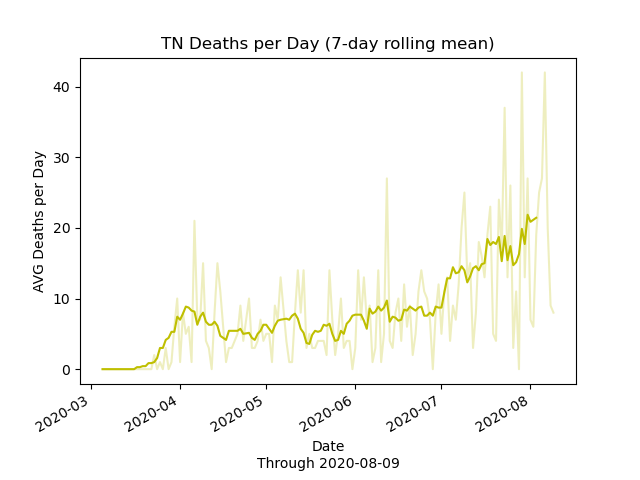 TN Deaths per Day (7-day rolling mean)
AVG Deaths per Day
40
30
20
10
0
2020-03
2020-04
2020-05
2020-06
2020-07
2020-08
Date
Through 2020-08-09